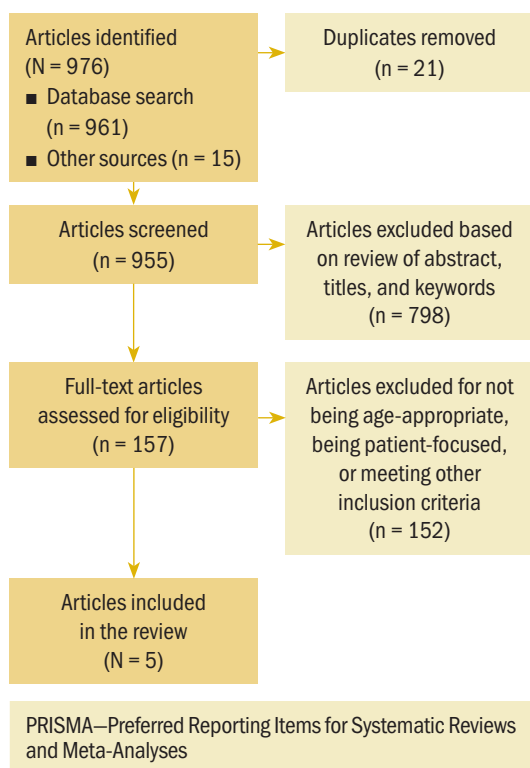 Articles identified
(N = 976)
■ Database search
(n = 961)
■ Other sources (n = 15)
Duplicates removed
(n = 21)
Articles screened
(n = 955)
Articles excluded based
on review of abstract,
titles, and keywords
(n = 798)
Full-text articles
assessed for eligibility
(n = 157)
Articles excluded for not
being age-appropriate,
being patient-focused,
or meeting other
inclusion criteria
(n = 152)
Articles included
in the review
(N = 5)
PRISMA—Preferred Reporting Items for Systematic Reviews
and Meta-Analyses